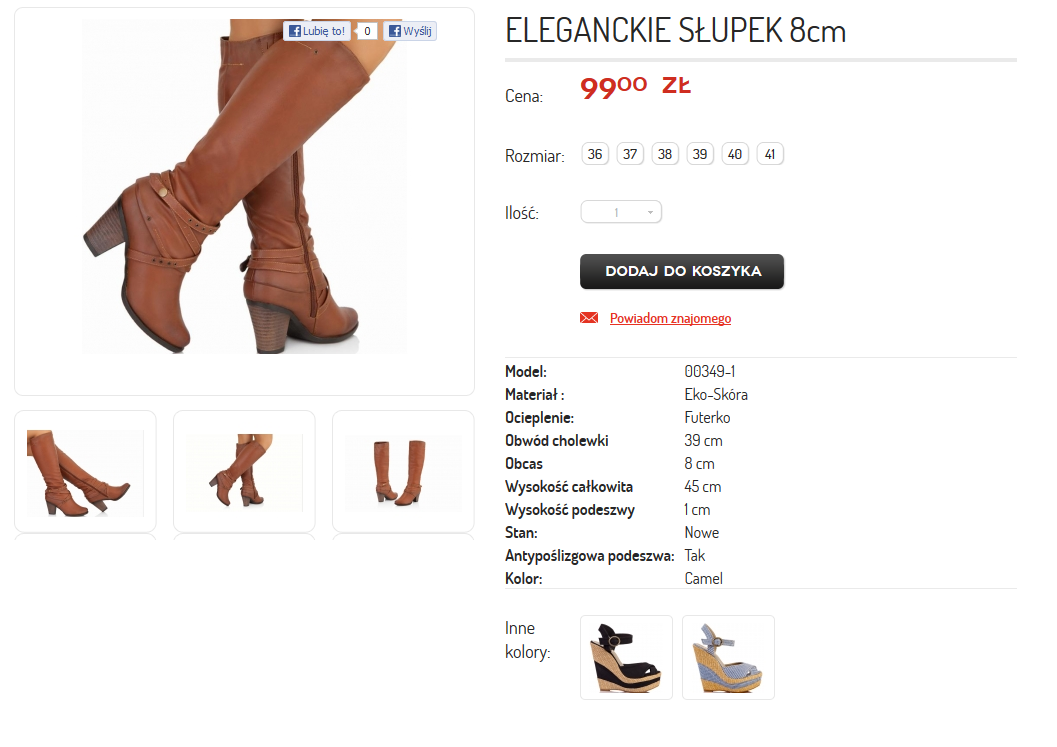 Lubię to!
0
Wyślij
ELEGANCKIE SŁUPEK 8cm
Cena: 9900 ZŁ
Rozmiar: 36 37 38 39 40 41
Ilość: 1
DODAJ DO KOSZYKA
Powiadom znajomego
Model: 00349-1
Materiał : Eko-Skóra
Ocieplenie: Futerko
Obwód cholewki 39 cm
Obcas 8 cm
Wysokość całkowita 45 cm
Wysokość podeszwy 1 cm
Stan: Nowe
Antypoślizgowa podeszwa: Tak
Kolor: Camel
Inne
kolory: